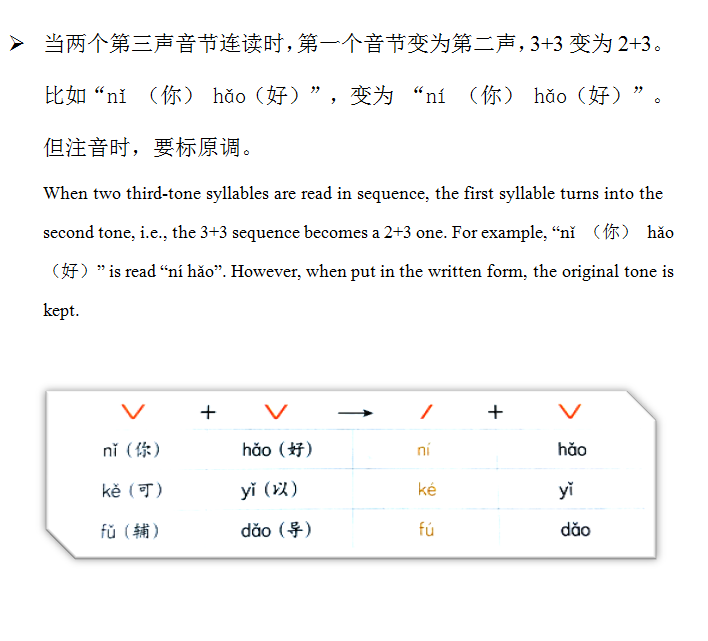 ➢ 当两个第三声音节连读时，第一个音节变为第二声，3+3 变为 2+3。
比如“nǐ （你） hǎo（好）”，变为 “ní （你） hǎo（好）”。
但注音时，要标原调。
When two third-tone syllables are read in sequence, the first syllable turns into the
second tone, i.e., the 3+3 sequence becomes a 2+3 one. For example, “nǐ （你） hǎo
（好）” is read “ní hǎo”. However, when put in the written form, the original tone is
kept.
ˇ + ˇ → ˊ + ˇ
nǐ（你） hǎo（好） ní hǎo
kě（可） yǐ（以） ké yǐ
fǔ（辅） dǎo（导） fú dǎo